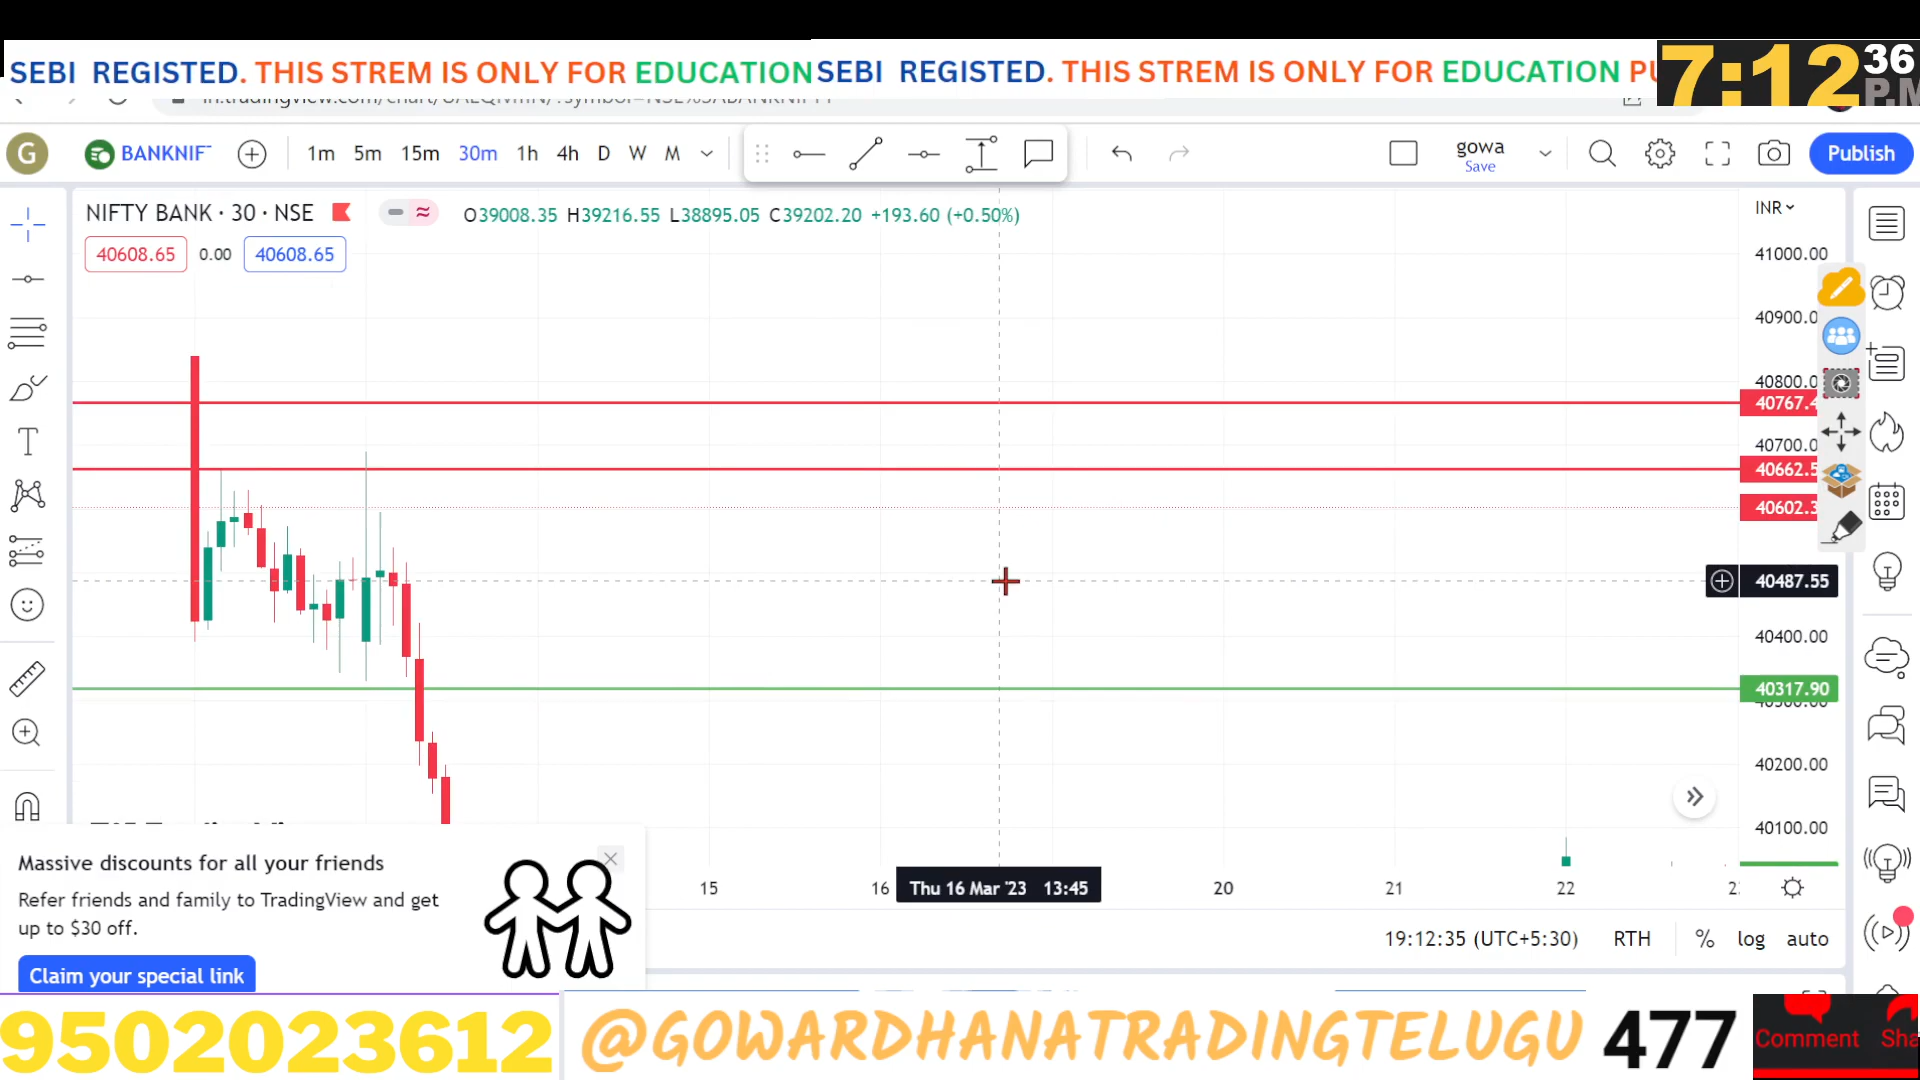 SEBI REGISTED. THIS STREM IS ONLY FOR EDUCATION SEBI REGISTED. THIS STREM IS ONLY FOR EDUCATION
7:12 36 P.M
G BANKNIF 1m 5m 15m 30m 1h 4h D W M gowa Save Publish
NIFTY BANK · 30 · NSE O39008.35 H39216.55 L38895.05 C39202.20 +193.60 (+0.50%)
INR
40608.65 0.00 40608.65
41000.00
40900.0
40800.0
40767.4
40700.0
40662.5
40602.3
40487.55
40400.00
40317.90
40200.00
40100.00
15 16 Thu 16 Mar '23 13:45 20 21 22
19:12:35 (UTC+5:30) RTH % log auto
Massive discounts for all your friends
Refer friends and family to TradingView and get
up to $30 off.
Claim your special link
9502023612 @GOWARDHANATRADINGTELUGU 477 Comment Sha